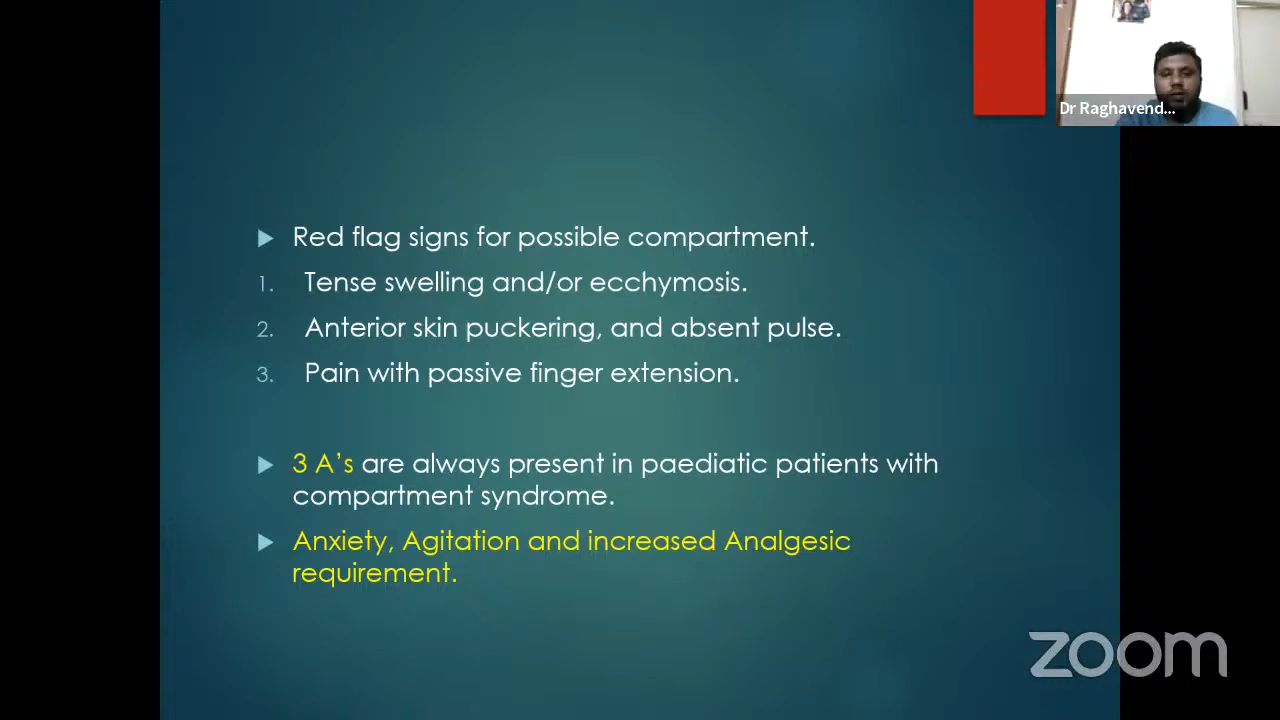 Dr Raghavend...
Red flag signs for possible compartment.
1. Tense swelling and/or ecchymosis.
2. Anterior skin puckering, and absent pulse.
3. Pain with passive finger extension.
3 A's are always present in paediatic patients with
compartment syndrome.
Anxiety, Agitation and increased Analgesic
requirement.
zoom